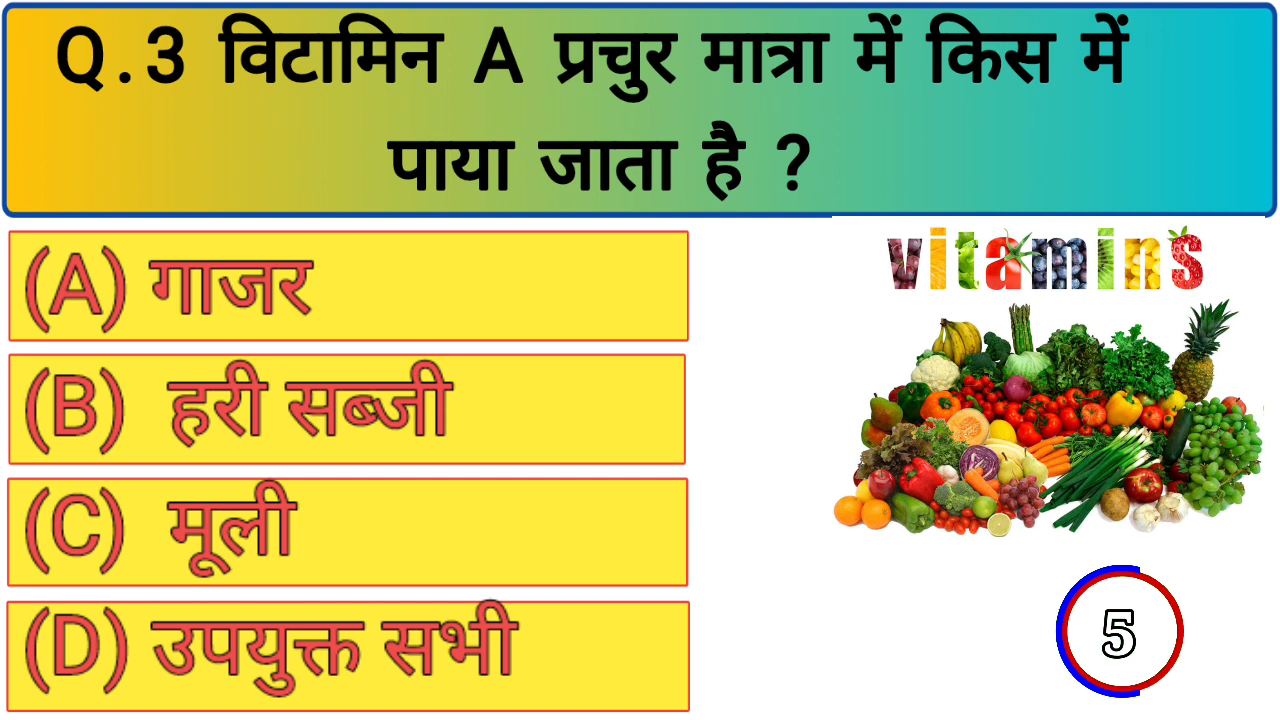 Q.3 विटामिन A प्रचुर मात्रा में किस में
पाया जाता है ?
(A) गाजर
(B) हरी सब्जी
(C) मूली
(D) उपयुक्त सभी
vitamins
5